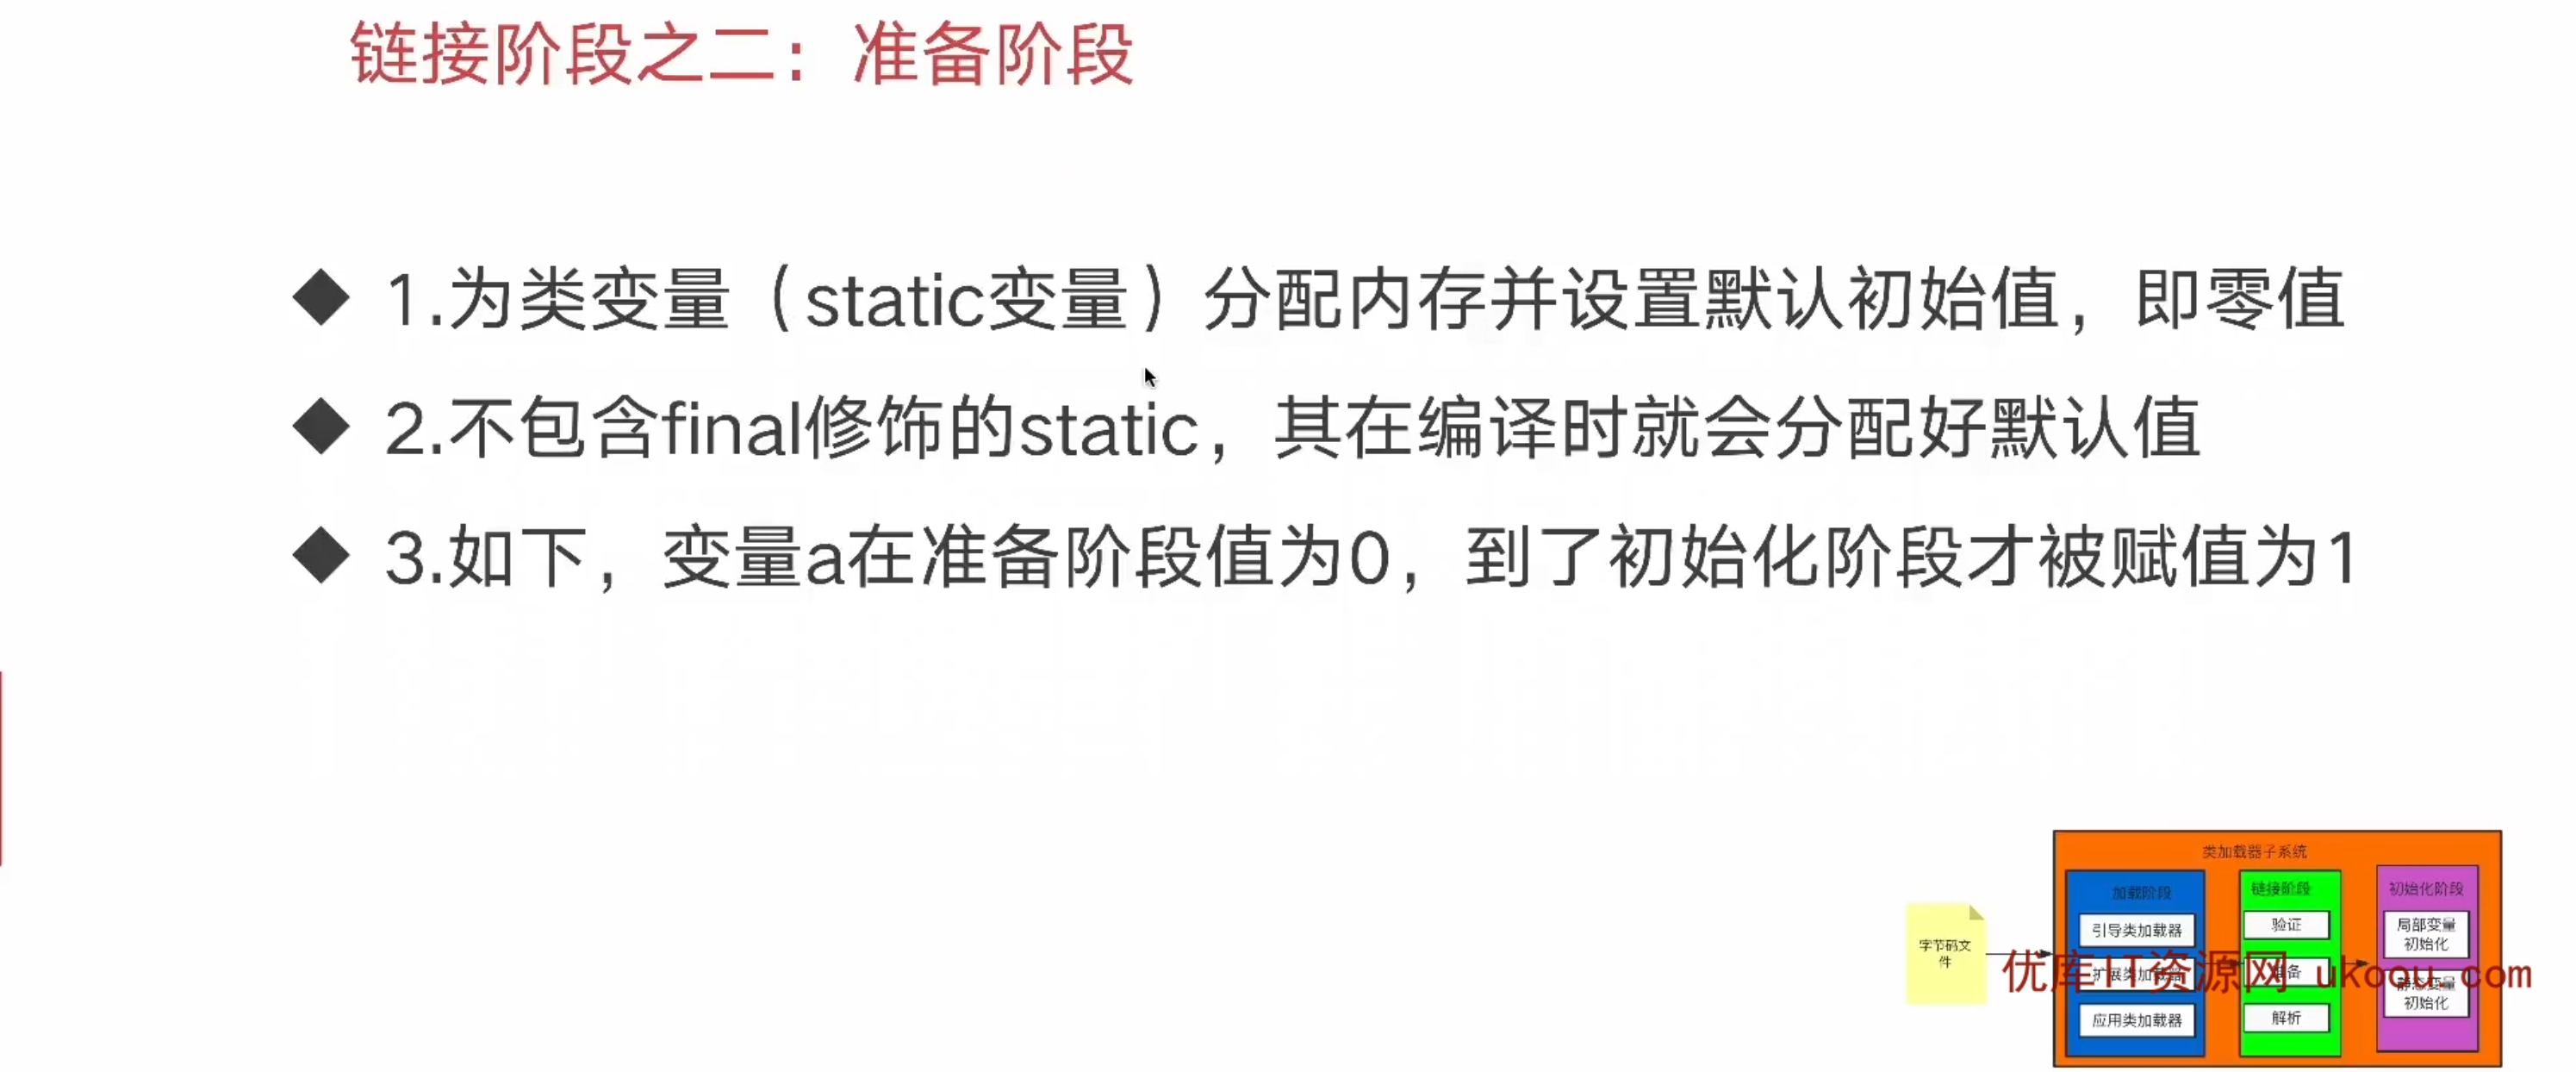 链接阶段之二：准备阶段
◆ 1.为类变量（static变量）分配内存并设置默认初始值，即零值
◆ 2.不包含final修饰的static，其在编译时就会分配好默认值
◆ 3.如下，变量a在准备阶段值为0，到了初始化阶段才被赋值为1
类加载器子系统
加载阶段
引导类加载器
扩展类加载器
应用类加载器
链接阶段
验证
准备
解析
初始化阶段
局部变量
初始化
静态变量
初始化
字节码文
件
优库IT资源网 ukoou.com